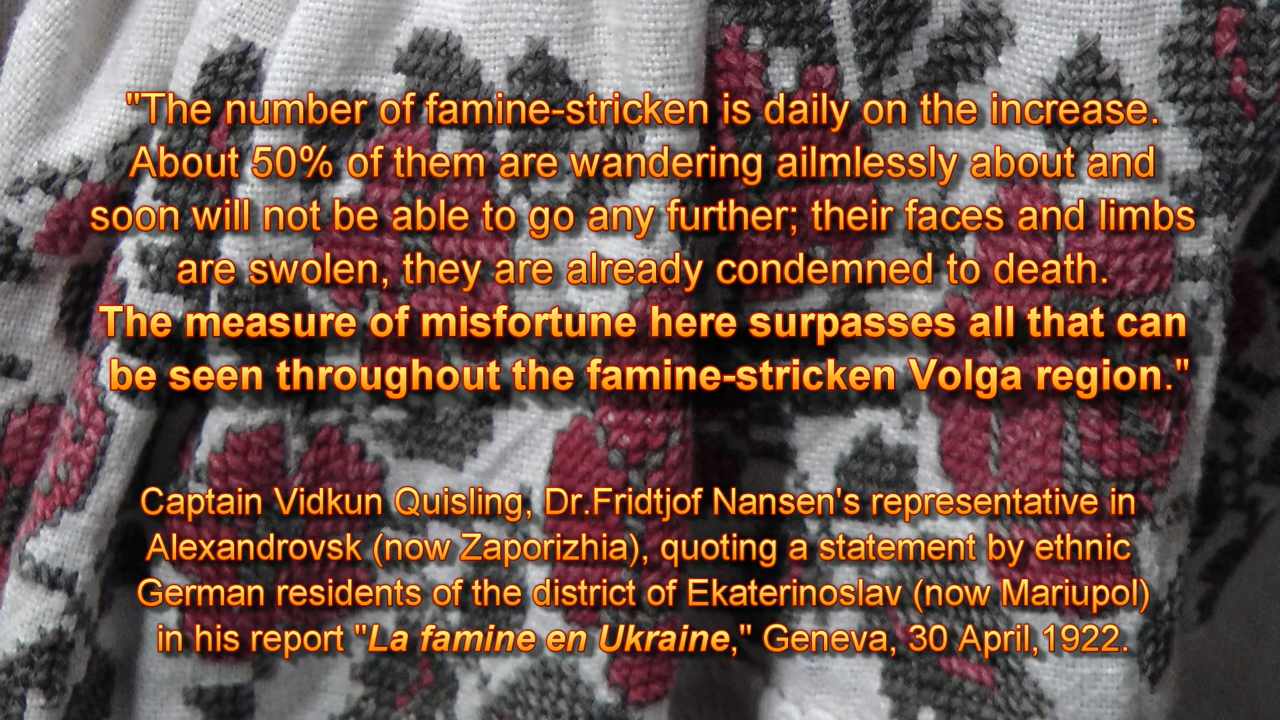 "The number of famine-stricken is daily on the increase.
About 50% of them are wandering ailmlessly about and
soon will not be able to go any further; their faces and limbs
are swolen, they are already condemned to death.
The measure of misfortune here surpasses all that can
be seen throughout the famine-stricken Volga region."
Captain Vidkun Quisling, Dr.Fridtjof Nansen's representative in
Alexandrovsk (now Zaporizhia), quoting a statement by ethnic
German residents of the district of Ekaterinoslav (now Mariupol)
in his report "La famine en Ukraine," Geneva, 30 April,1922.